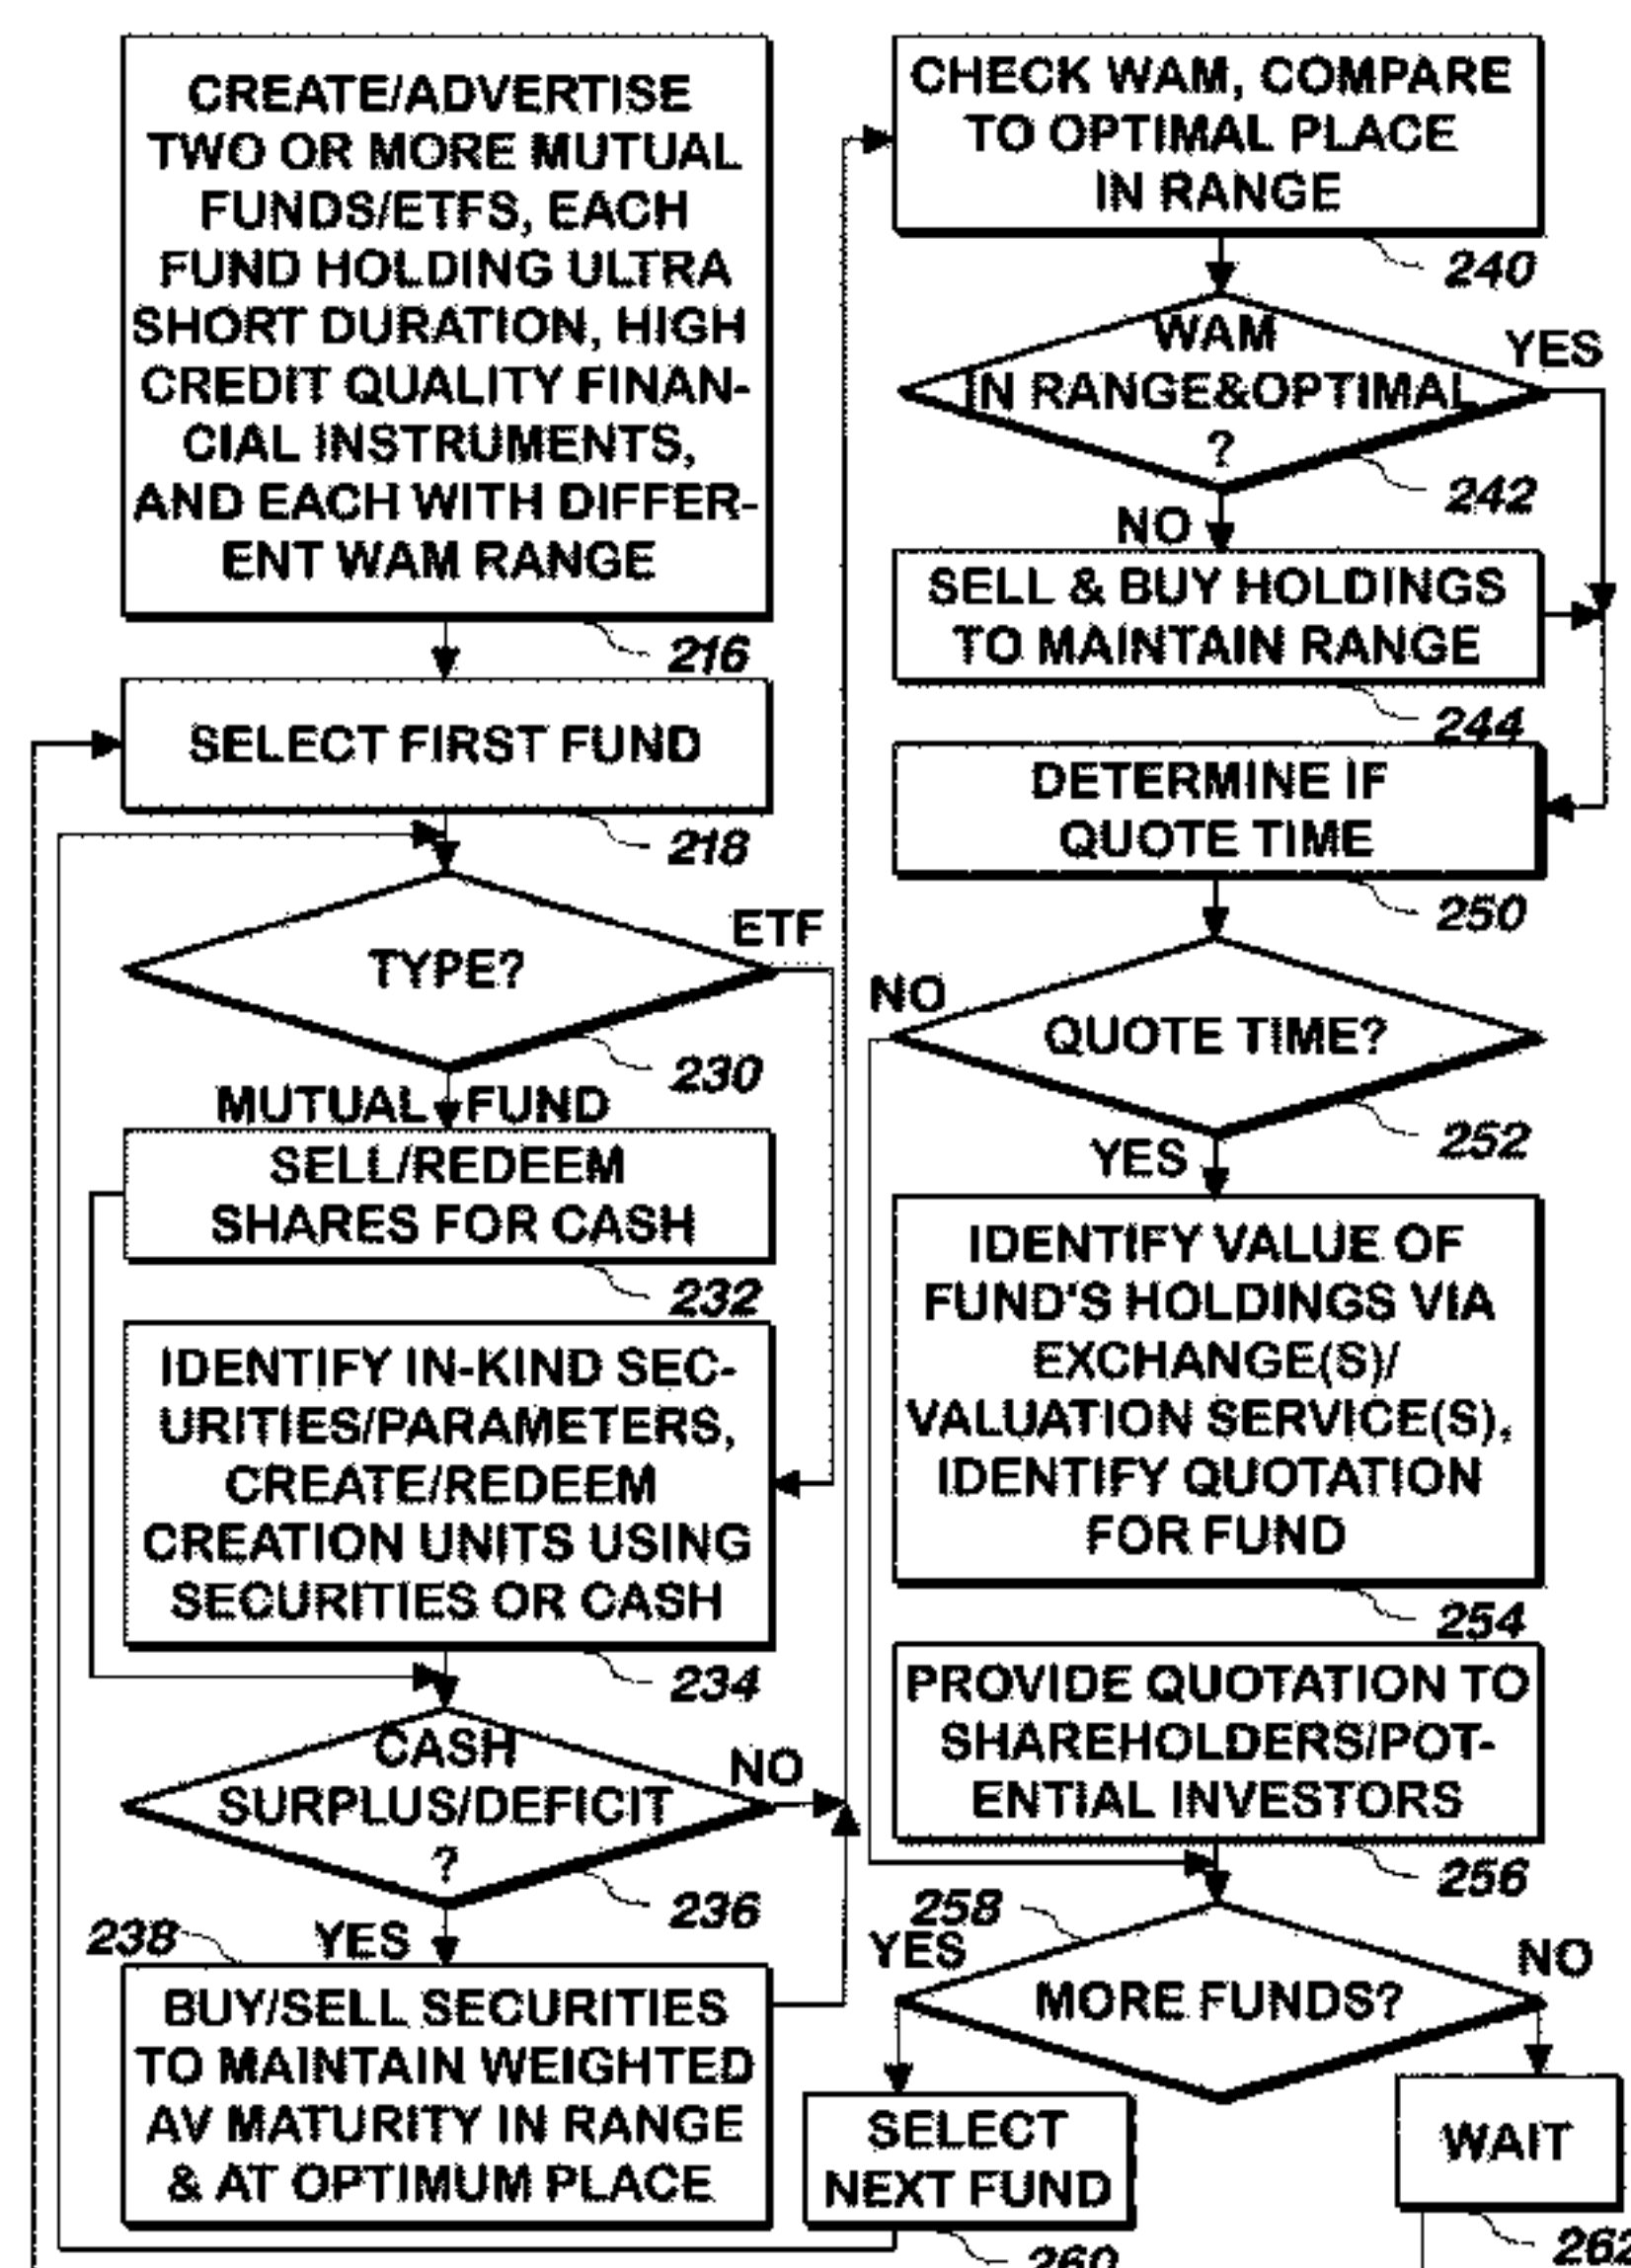 CREATE/ADVERTISE
TWO OR MORE MUTUAL
FUNDS/ETFS, EACH
FUND HOLDING ULTRA
SHORT DURATION, HIGH
CREDIT QUALITY FINAN-
CIAL INSTRUMENTS,
AND EACH WITH DIFFER-
ENT WAM RANGE
216
SELECT FIRST FUND
218
TYPE?
ETF
230
MUTUAL FUND
SELL/REDEEM
SHARES FOR CASH
232
IDENTIFY IN-KIND SEC-
URITIES/PARAMETERS,
CREATE/REDEEM
CREATION UNITS USING
SECURITIES OR CASH
234
CASH
SURPLUS/DEFICIT
?
NO
236
238
YES
BUY/SELL SECURITIES
TO MAINTAIN WEIGHTED
AV MATURITY IN RANGE
& AT OPTIMUM PLACE
CHECK WAM, COMPARE
TO OPTIMAL PLACE
IN RANGE
240
WAM
IN RANGE&OPTIMAL
?
YES
242
NO
SELL & BUY HOLDINGS
TO MAINTAIN RANGE
244
DETERMINE IF
QUOTE TIME
250
NO
QUOTE TIME?
252
YES
IDENTIFY VALUE OF
FUND'S HOLDINGS VIA
EXCHANGE(S)/
VALUATION SERVICE(S),
IDENTIFY QUOTATION
FOR FUND
254
PROVIDE QUOTATION TO
SHAREHOLDERS/POT-
ENTIAL INVESTORS
256
258
YES
MORE FUNDS?
NO
SELECT
NEXT FUND
260
WAIT
262